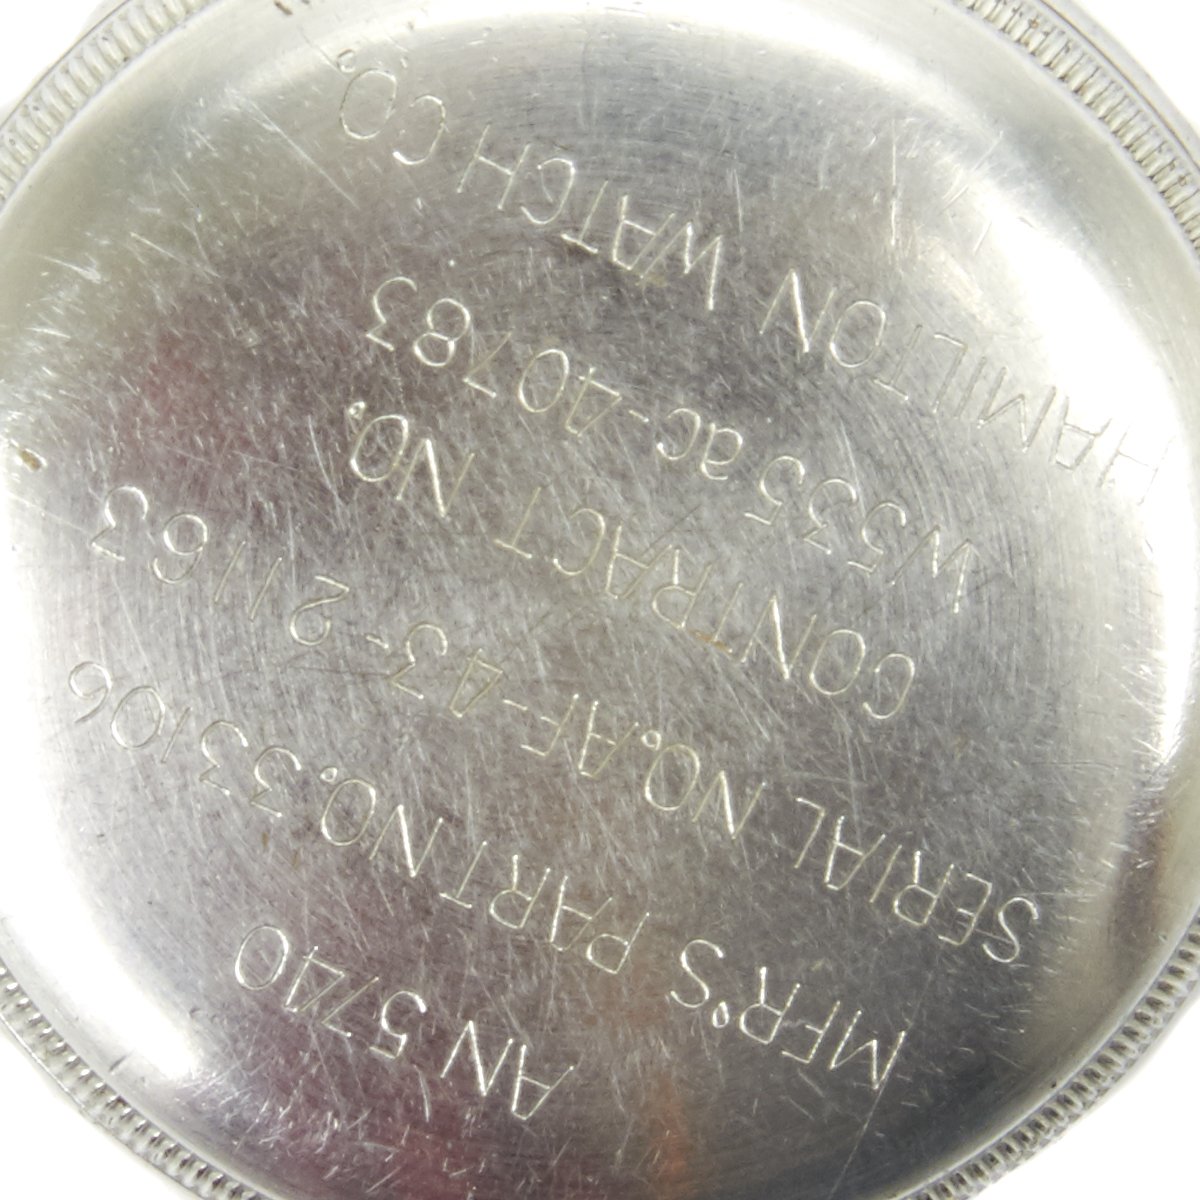 AN 5740
MFR'S PART NO. 33106
SERIAL NO. AF-43-21163
CONTRACT NO.
W535 ac-40783
HAMILTON WATCH CO.